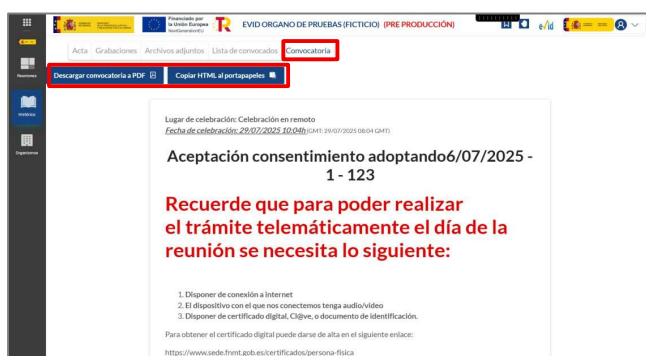 Financiado por
la Unión Europea
NextGenerationEU
EVID ORGANO DE PRUEBAS (FICTICIO) (PRE PRODUCCIÓN)
e/id
Acta Grabaciones Archivos adjuntos Lista de convocados Convocatoria
Reuniones
Descargar convocatoria a PDF Copiar HTML al portapapeles
Histórico
Organismos
Lugar de celebración: Celebración en remoto
Fecha de celebración: 29/07/2025 10:04h (GMT: 29/07/2025 08:04 GMT)
Aceptación consentimiento adoptando6/07/2025 -
1 - 123
Recuerde que para poder realizar
el trámite telemáticamente el día de la
reunión se necesita lo siguiente:
1. Disponer de conexión a internet
2. El dispositivo con el que nos conectemos tenga audio/video
3. Disponer de certificado digital, Cl@ve, o documento de identificación.
Para obtener el certificado digital puede darse de alta en el siguiente enlace:
https://www.sede.fnmt.gob.es/certificados/persona-fisica